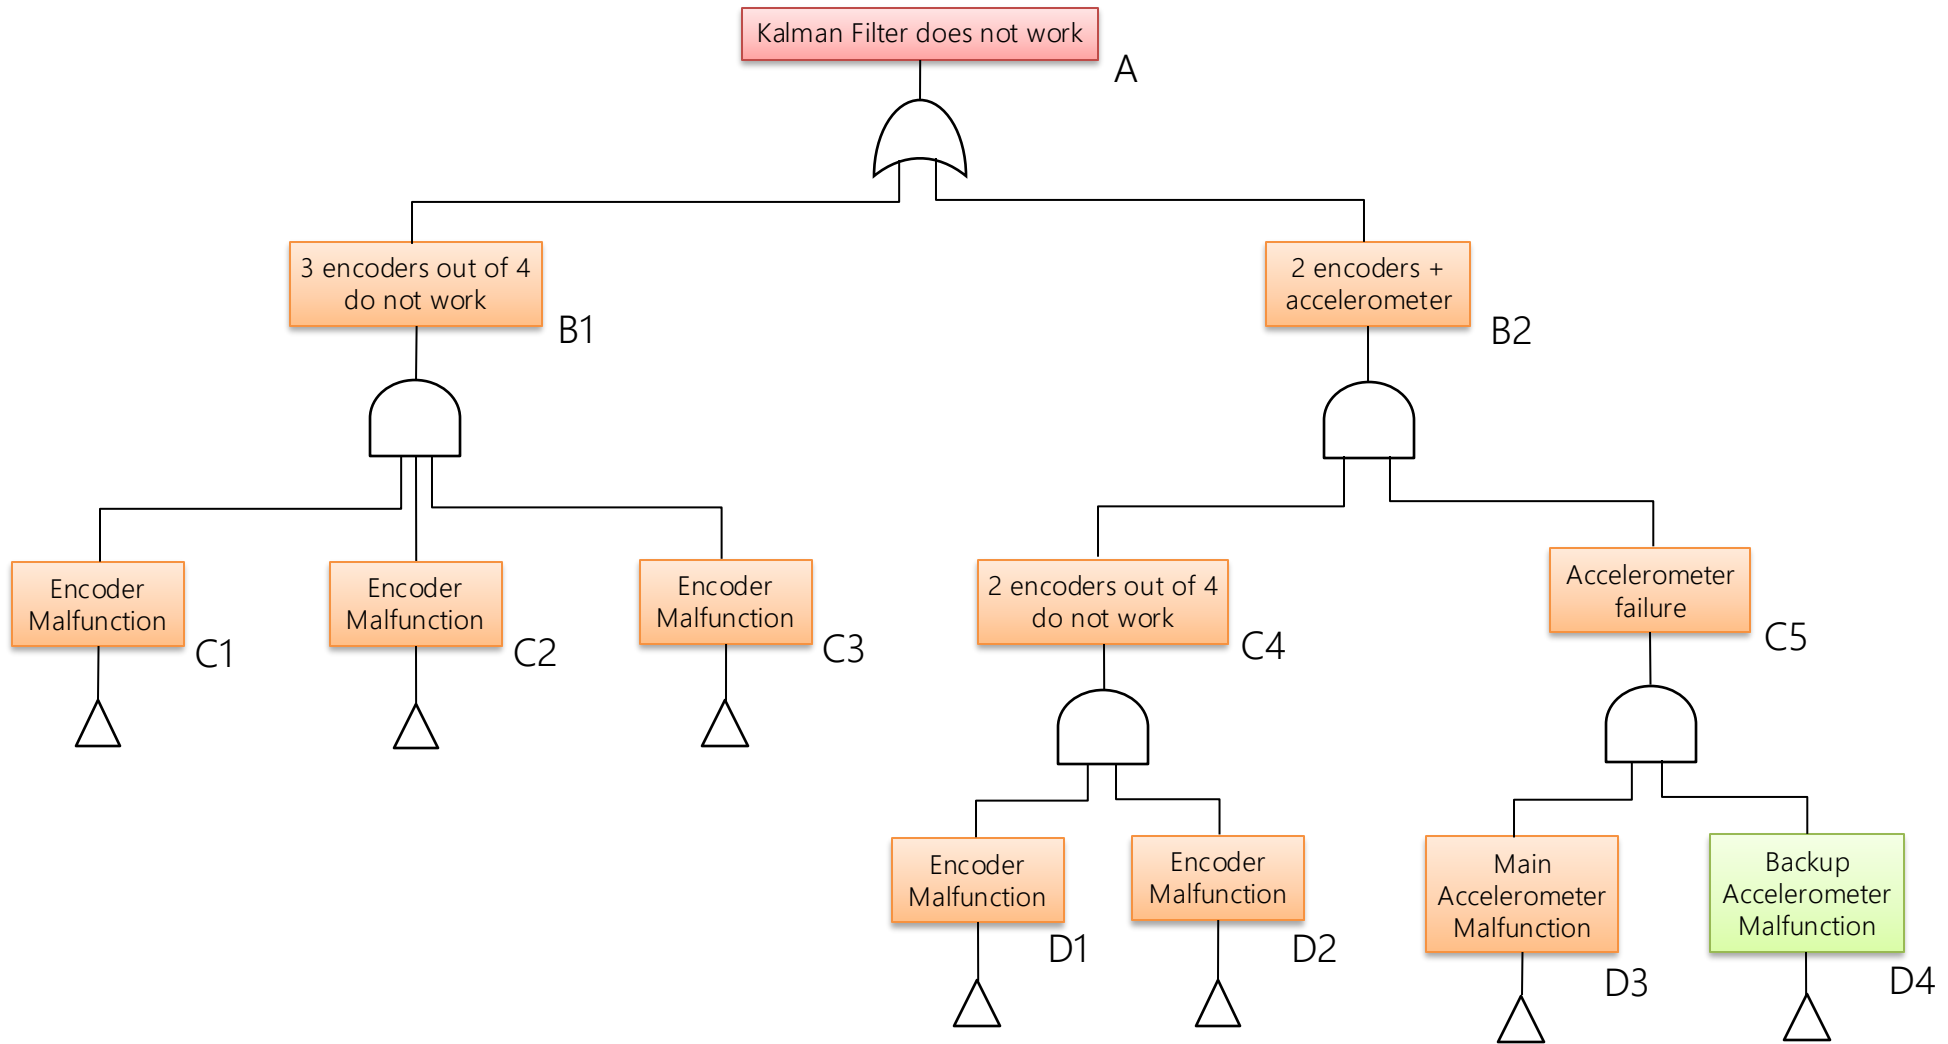 Kalman Filter does not work
A
3 encoders out of 4
do not work
B1
2 encoders +
accelerometer
B2
Encoder
Malfunction
C1
Encoder
Malfunction
C2
Encoder
Malfunction
C3
2 encoders out of 4
do not work
C4
Accelerometer
failure
C5
Encoder
Malfunction
D1
Encoder
Malfunction
D2
Main
Accelerometer
Malfunction
D3
Backup
Accelerometer
Malfunction
D4